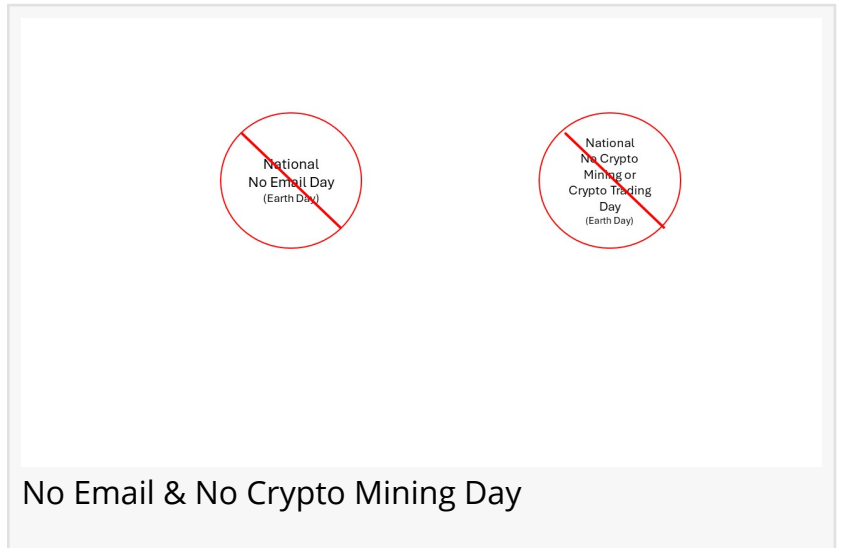 National
No Email Day
(Earth Day)
National
No Crypto
Mining or
Crypto Trading
Day
(Earth Day)
No Email & No Crypto Mining Day